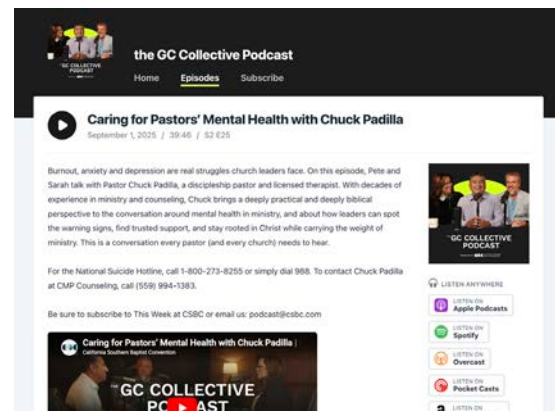 the GC Collective Podcast
Home Episodes Subscribe
Caring for Pastors' Mental Health with Chuck Padilla
September 1, 2025 / 39:46 / S2 E25
Burnout, anxiety and depression are real struggles church leaders face. On this episode, Pete and
Sarah talk with Pastor Chuck Padilla, a discipleship pastor and licensed therapist. With decades of
experience in ministry and counseling, Chuck brings a deeply practical and deeply biblical
perspective to the conversation around mental health in ministry, and about how leaders can spot
the warning signs, find trusted support, and stay rooted in Christ while carrying the weight of
ministry. This is a conversation every pastor (and every church) needs to hear.
For the National Suicide Hotline, call 1-800-273-8255 or simply dial 988. To contact Chuck Padilla
at CMP Counseling, call (559) 994-1383.
Be sure to subscribe to This Week at CSBC or email us: podcast@csbc.com
Caring for Pastors' Mental Health with Chuck Padilla |
California Southern Baptist Convention
GC COLLECTIVE
GC COLLECTIVE
PODCAST
LISTEN ANYWHERE
LISTEN ON
Apple Podcasts
LISTEN ON
Spotify
LISTEN ON
Overcast
LISTEN ON
Pocket Casts
LISTEN ON